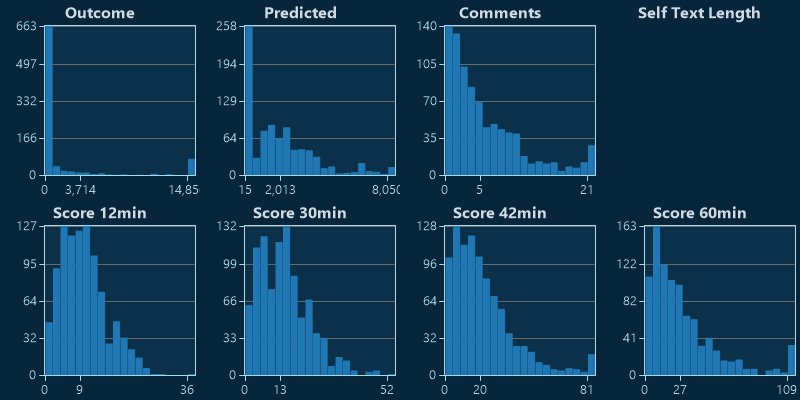 Outcome
663
497
332
166
0
0 3,714 14,85
Predicted
258
194
129
64
0
15 2,013 8,050
Comments
140
105
70
35
0
0 5 21
Self Text Length
Score 12min
127
95
64
32
0
0 9 36
Score 30min
132
99
66
33
0
0 13 52
Score 42min
128
96
64
32
0
0 20 81
Score 60min
163
122
82
41
0
0 27 109